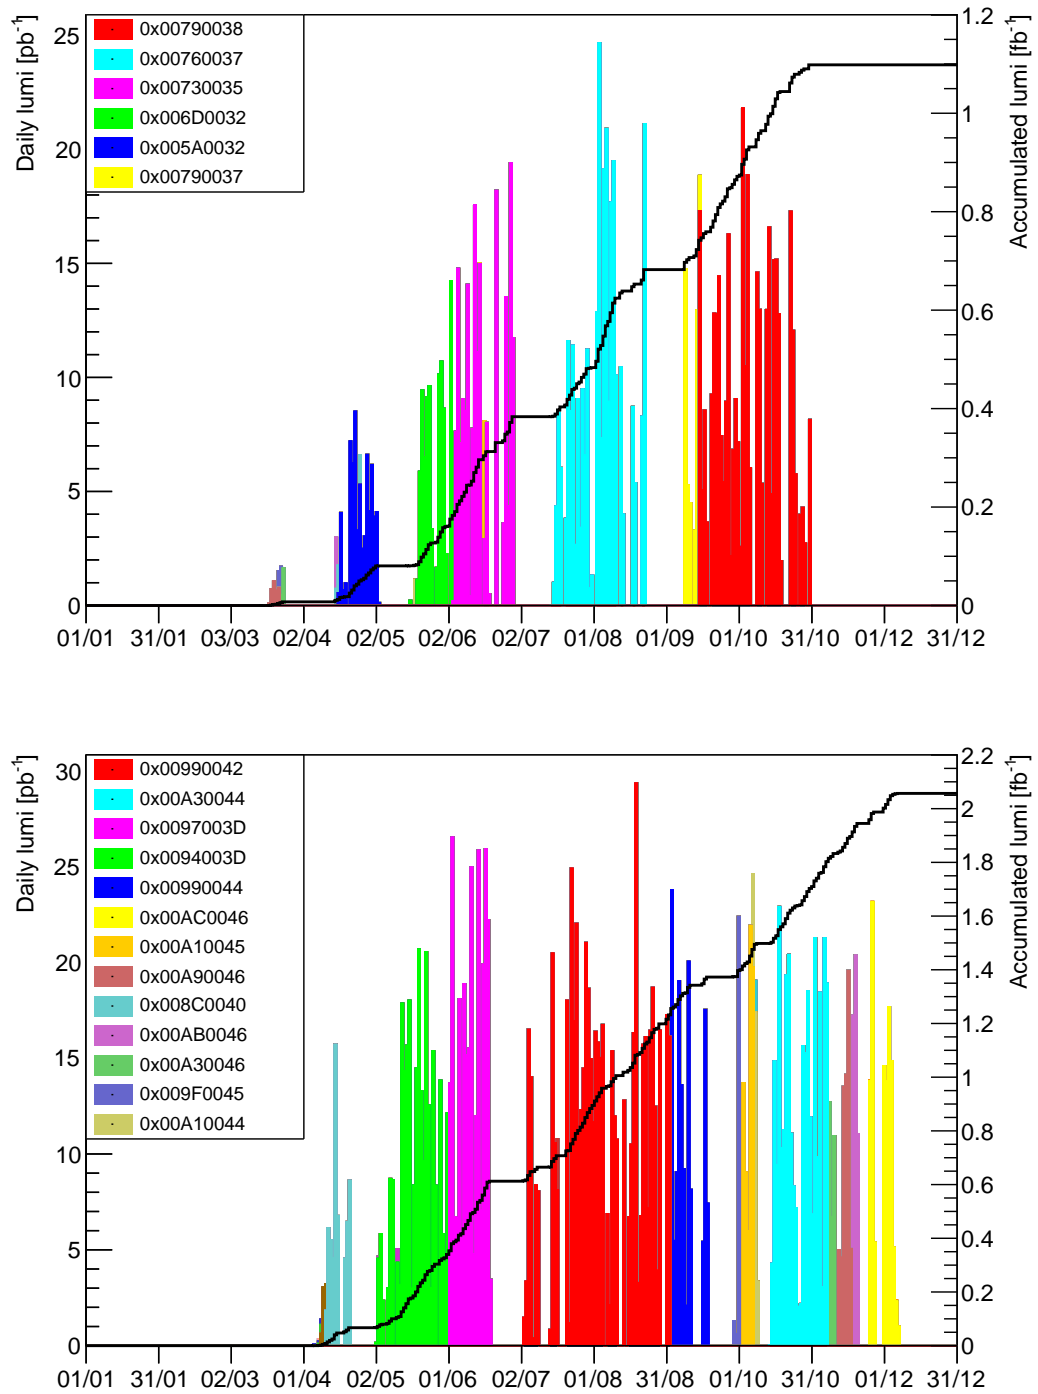 Daily lumi [pb⁻¹]
Accumulated lumi [fb⁻¹]
0x00790038
0x00760037
0x00730035
0x006D0032
0x005A0032
0x00790037
25
20
15
10
5
0
1.2
1
0.8
0.6
0.4
0.2
0
01/01 31/01 03/03 02/04 02/05 02/06 02/07 01/08 01/09 01/10 31/10 01/12 31/12
Daily lumi [pb⁻¹]
Accumulated lumi [fb⁻¹]
0x00990042
0x00A30044
0x0097003D
0x0094003D
0x00990044
0x00AC0046
0x00A10045
0x00A90046
0x008C0040
0x00AB0046
0x00A30046
0x009F0045
0x00A10044
30
25
20
15
10
5
0
2.2
2
1.8
1.6
1.4
1.2
1
0.8
0.6
0.4
0.2
0
01/01 31/01 03/03 02/04 02/05 01/06 02/07 01/08 31/08 01/10 31/10 01/12 31/12